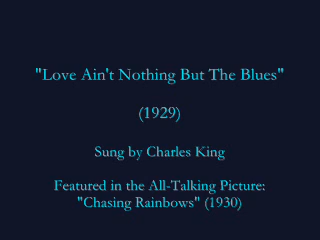 "Love Ain't Nothing But The Blues"
(1929)
Sung by Charles King
Featured in the All-Talking Picture:
"Chasing Rainbows" (1930)